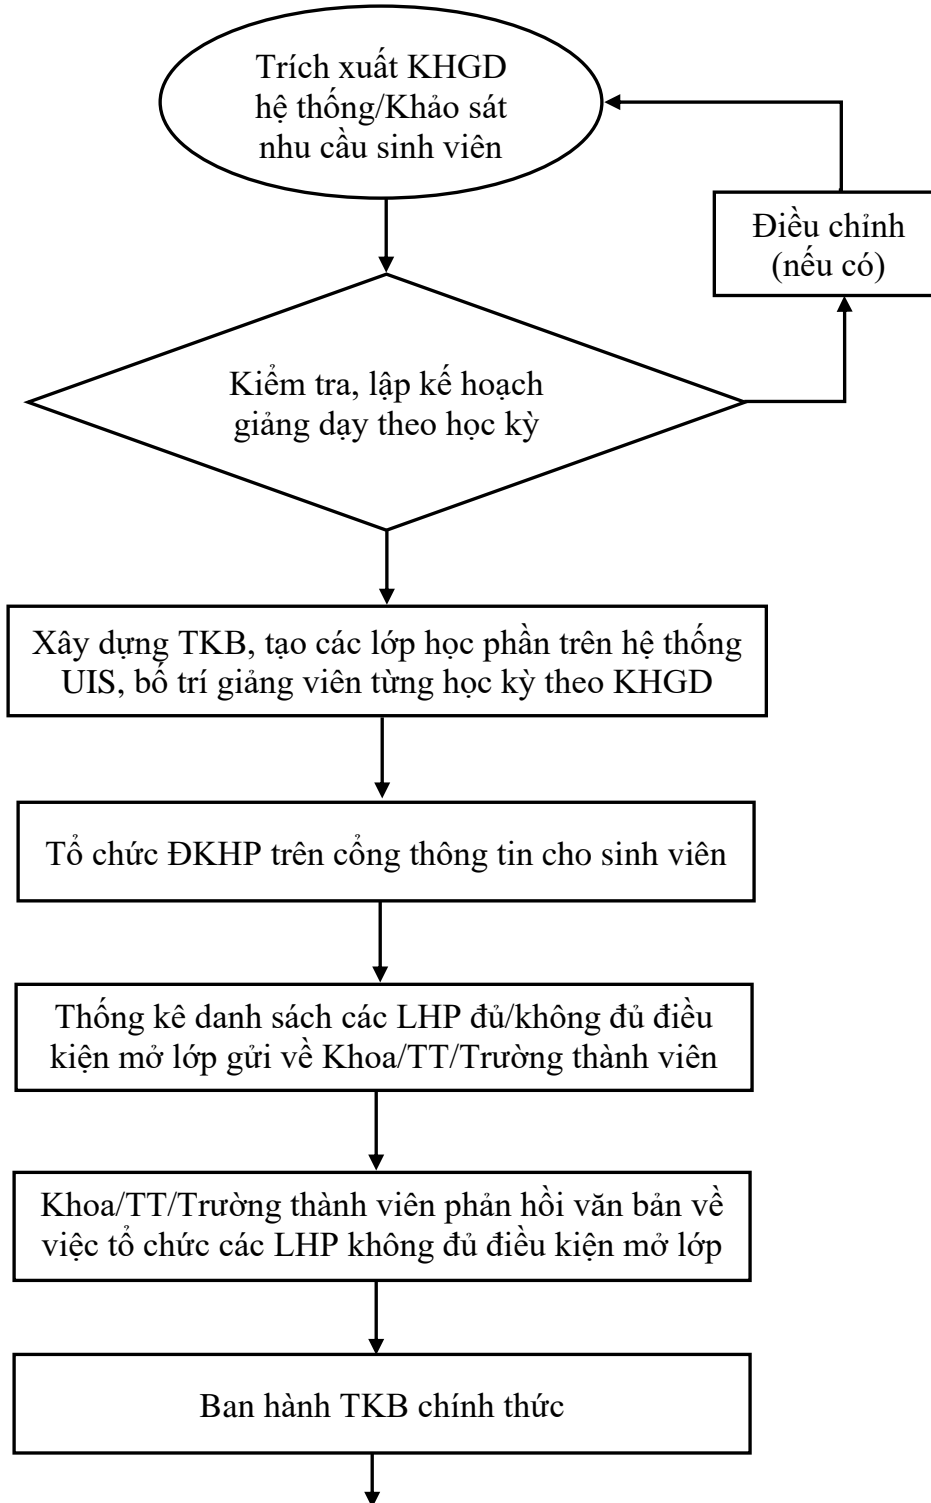 Trích xuất KHGD
hệ thống/Khảo sát
nhu cầu sinh viên
Điều chỉnh
(nếu có)
Kiểm tra, lập kế hoạch
giảng dạy theo học kỳ
Xây dựng TKB, tạo các lớp học phần trên hệ thống
UIS, bố trí giảng viên từng học kỳ theo KHGD
Tổ chức ĐKHP trên cổng thông tin cho sinh viên
Thống kê danh sách các LHP đủ/không đủ điều
kiện mở lớp gửi về Khoa/TT/Trường thành viên
Khoa/TT/Trường thành viên phản hồi văn bản về
việc tổ chức các LHP không đủ điều kiện mở lớp
Ban hành TKB chính thức